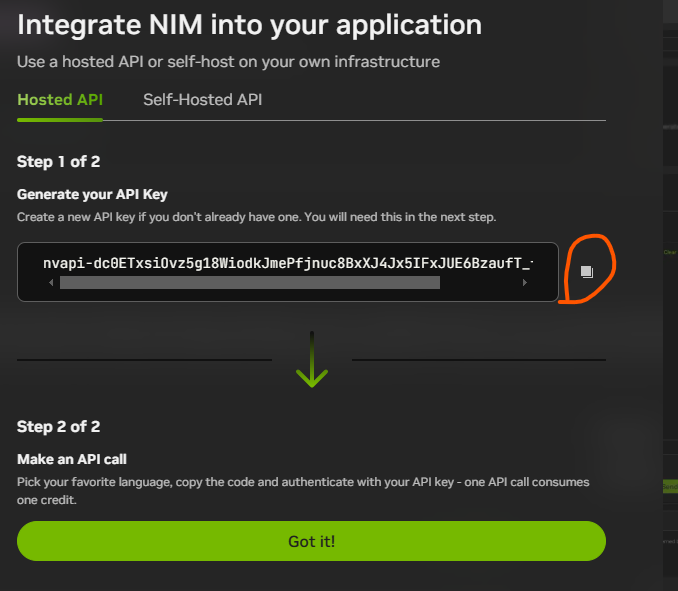 Integrate NIM into your application
Use a hosted API or self-host on your own infrastructure
Hosted API Self-Hosted API
Step 1 of 2
Generate your API Key
Create a new API key if you don't already have one. You will need this in the next step.
Step 2 of 2
Make an API call
Pick your favorite language, copy the code and authenticate with your API key - one API call consumes
one credit.
Got it!